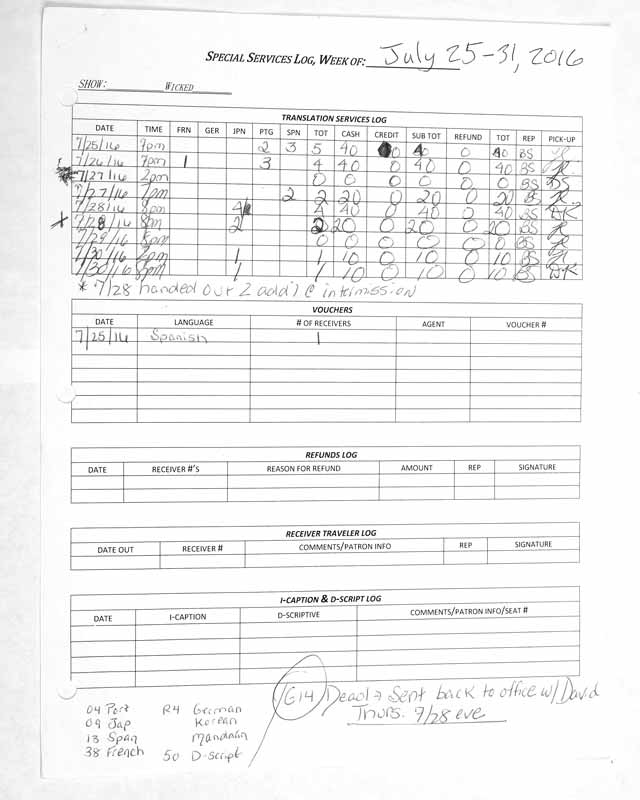 SPECIAL SERVICES LOG, WEEK OF: July 25-31, 2016
SHOW: WICKED
TRANSLATION SERVICES LOG
DATE TIME FRN GER JPN PTG SPN TOT CASH CREDIT SUB TOT REFUND TOT REP PICK-UP
7/25/16 7pm 2 3 5 40 0 40 0 40 BS
7/26/16 7pm 1 3 4 40 0 40 0 40 BS
7/27/16 2pm 0 0 0 0 0 0 BS
7/27/16 7pm 2 2 20 0 20 0 20 BS
7/28/16 8pm 4 4 40 0 40 0 40 BS DK
* 7/28/16 8pm 2 2 20 0 20 0 20 BS
7/29/16 8pm 0 0 0 0 0 0 BS
7/30/16 2pm 1 1 10 0 10 0 10 BS
7/30/16 8pm 1 1 10 0 10 0 10 BS DK
* 7/28 handed out 2 add'l @ intermission
VOUCHERS
DATE LANGUAGE # OF RECEIVERS AGENT VOUCHER #
7/25/16 Spanish 1
REFUNDS LOG
DATE RECEIVER #'S REASON FOR REFUND AMOUNT REP SIGNATURE
RECEIVER TRAVELER LOG
DATE OUT RECEIVER # COMMENTS/PATRON INFO REP SIGNATURE
I-CAPTION & D-SCRIPT LOG
DATE I-CAPTION D-SCRIPTIVE COMMENTS/PATRON INFO/SEAT #
G14 Dead → Sent back to office w/ David
Thurs. 7/28 eve
04 Port R4 German
09 Jap Korean
13 Span Mandarin
38 French 50 D-script